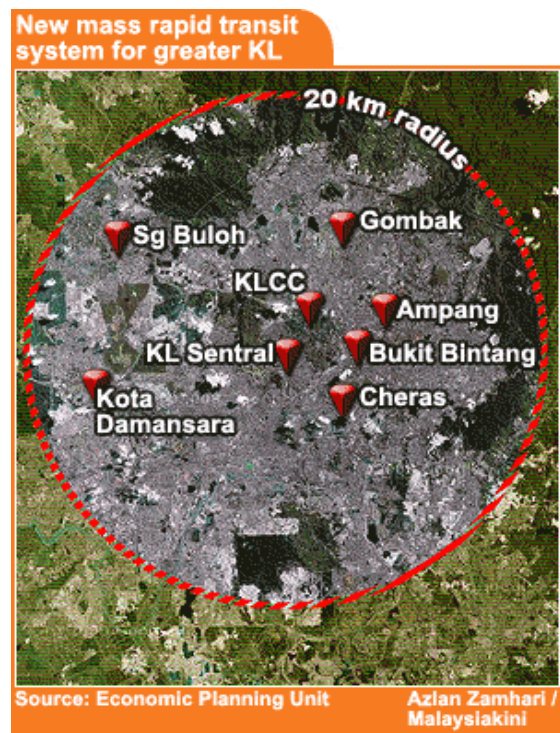 New mass rapid transit
system for greater KL
20 km radius
Sg Buloh
Gombak
KLCC
Ampang
KL Sentral
Bukit Bintang
Kota
Damansara
Cheras
Source: Economic Planning Unit
Azlan Zamhari /
Malaysiakini